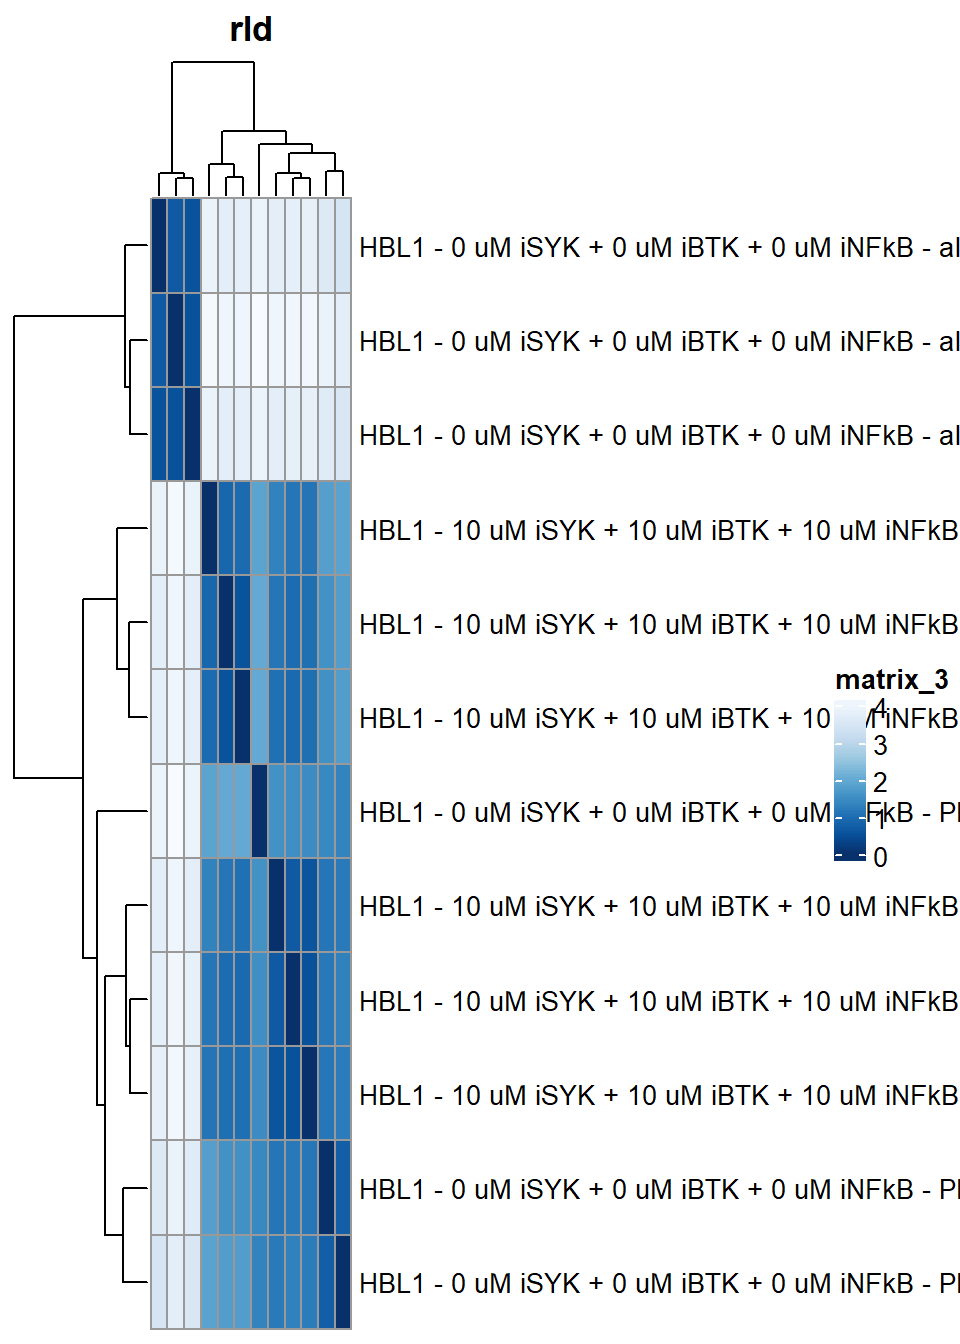 rld
HBL1 - 0 uM iSYK + 0 uM iBTK + 0 uM iNFkB -
HBL1 - 0 uM iSYK + 0 uM iBTK + 0 uM iNFkB -
HBL1 - 0 uM iSYK + 0 uM iBTK + 0 uM iNFkB -
HBL1 - 10 uM iSYK + 10 uM iBTK + 10 uM iNFkB
HBL1 - 10 uM iSYK + 10 uM iBTK + 10 uM iNFkB
matrix_3
HBL1 - 10 uM iSYK + 10 uM iBTK + 10 iNFkB
4
3
2
1
0
HBL1 - 0 uM iSYK + 0 uM iBTK + 0 uM - 
HBL1 - 10 uM iSYK + 10 uM iBTK + 10 uM iNFkB
HBL1 - 10 uM iSYK + 10 uM iBTK + 10 uM iNFkB
HBL1 - 10 uM iSYK + 10 uM iBTK + 10 uM iNFkB
HBL1 - 0 uM iSYK + 0 uM iBTK + 0 uM iNFkB -
HBL1 - 0 uM iSYK + 0 uM iBTK + 0 uM iNFkB -